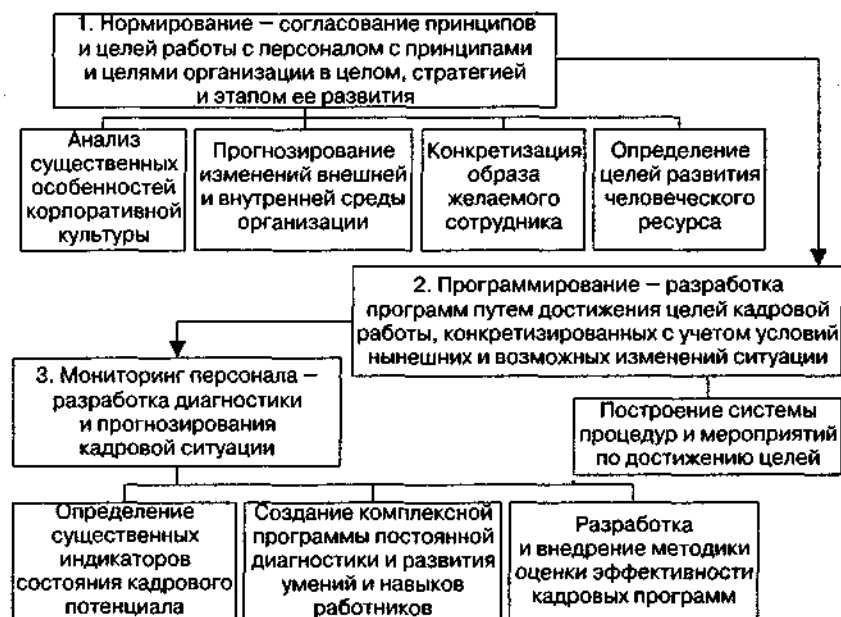 1. Нормирование – согласование принципов
и целей работы с персоналом с принципами
и целями организации в целом, стратегией
и этапом ее развития
Анализ
существенных
особенностей
корпоративной
культуры
Прогнозирование
изменений внешней
и внутренней среды
организации
Конкретизация
образа
желаемого
сотрудника
Определение
целей развития
человеческого
ресурса
2. Программирование – разработка
программ путем достижения целей кадровой
работы, конкретизированных с учетом условий
нынешних и возможных изменений ситуации
3. Мониторинг персонала –
разработка диагностики
и прогнозирования
кадровой ситуации
Построение системы
процедур и мероприятий
по достижению целей
Определение
существенных
индикаторов
состояния кадрового
потенциала
Создание комплексной
программы постоянной
диагностики и развития
умений и навыков
работников
Разработка
и внедрение методики
оценки эффективности
кадровых программ